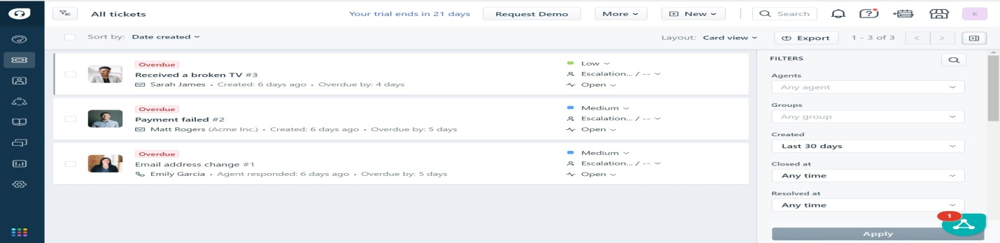 All tickets
Your trial ends in 21 days
Request Demo
More
New
Search
K
Sort by: Date created
Layout: Card view
Export
1 - 3 of 3
Overdue
Received a broken TV #3
Sarah James • Created: 6 days ago • Overdue by: 4 days
Low
Escalation... / --
Open
Overdue
Payment failed #2
Matt Rogers (Acme Inc.) • Created: 6 days ago • Overdue by: 5 days
Medium
Escalation... / --
Open
Overdue
Email address change #1
Emily Garcia • Agent responded: 6 days ago • Overdue by: 5 days
Medium
Escalation... / --
Open
FILTERS
Agents
Any agent
Groups
Any group
Created
Last 30 days
Closed at
Any time
Resolved at
Any time
1
Apply